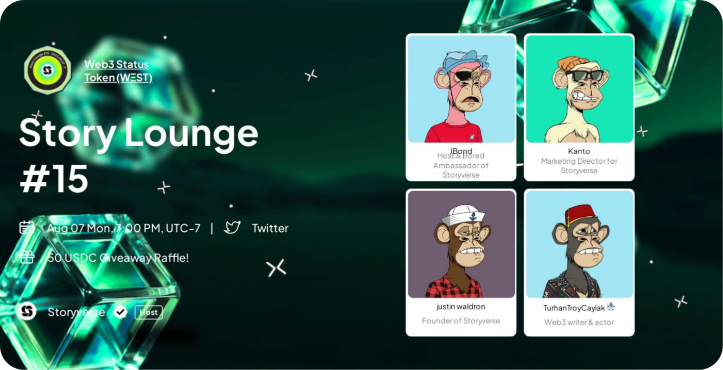 Web3 Status
Token (WΞST)
Story Lounge
#15
Aug 07 Mon, 7:00 PM, UTC-7 | Twitter
50 USDC Giveaway Raffle!
Storyverse Host
JBond
Host & Bored
Ambassador of
Storyverse
Kanto
Marketing Director for
Storyverse
justin waldron
Founder of Storyverse
TurhanTroyCaylak
Web3 writer & actor